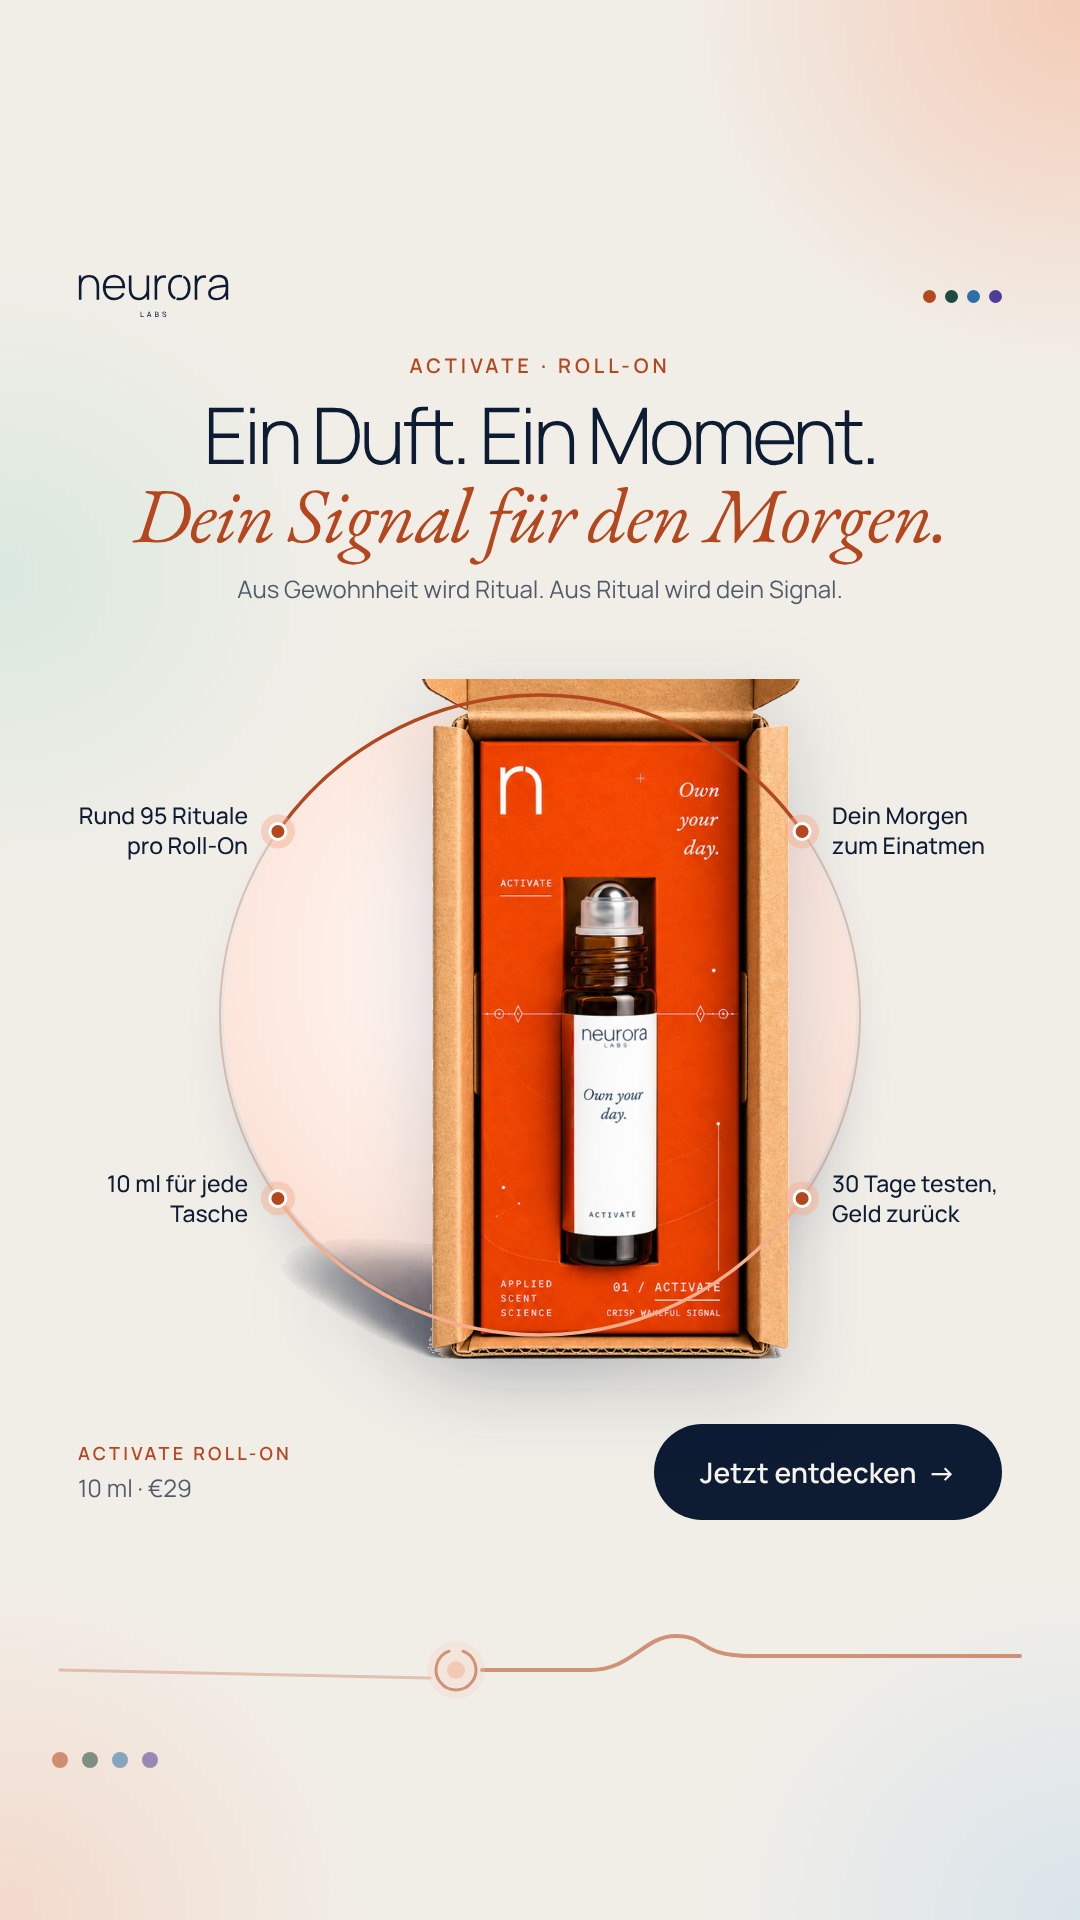 neurora
LABS
ACTIVATE · ROLL-ON
Ein Duft. Ein Moment.
Dein Signal für den Morgen.
Aus Gewohnheit wird Ritual. Aus Ritual wird dein Signal.
Rund 95 Rituale
pro Roll-On
Dein Morgen
zum Einatmen
n
Own
your
day.
ACTIVATE
neurora
LABS
Own your
day.
ACTIVATE
10 ml für jede
Tasche
30 Tage testen,
Geld zurück
APPLIED
SCENT
SCIENCE
01 / ACTIVATE
CRISP WAKEFUL SIGNAL
ACTIVATE ROLL-ON
10 ml · €29
Jetzt entdecken →